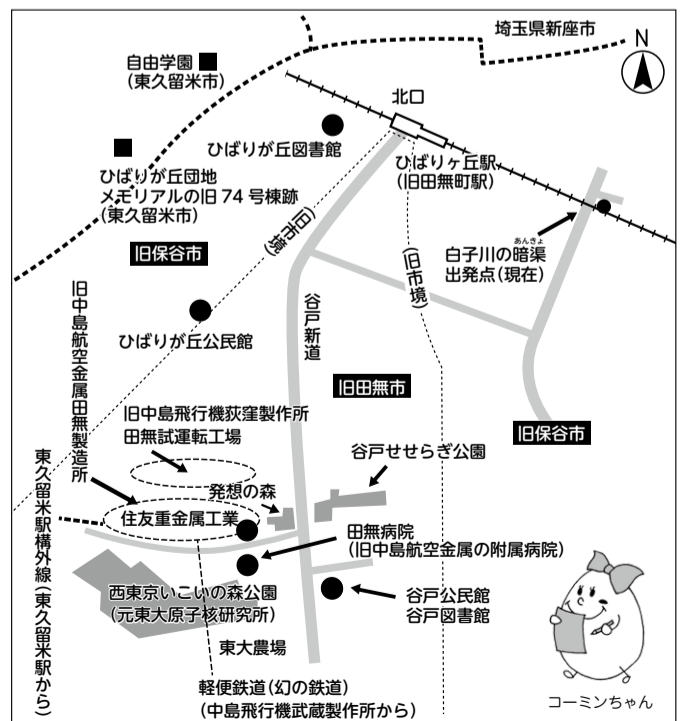 埼玉県新座市
N
自由学園
(東久留米市)
北口
ひばりが丘図書館
ひばりヶ丘駅
(旧田無町駅)
ひばりが丘団地
メモリアルの旧74号棟跡
(東久留米市)
(旧市境)
あんきょ
白子川の暗渠
出発点(現在)
旧保谷市
(旧市境)
谷戸新道
ひばりが丘公民館
旧中島航空金属田無製造所
旧田無市
旧保谷市
旧中島飛行機荻窪製作所
田無試運転工場
谷戸せせらぎ公園
発想の森
住友重金属工業
田無病院
(旧中島航空金属の附属病院)
東久留米駅構外線(東久留米駅から)
西東京いこいの森公園
(元東大原子核研究所)
谷戸公民館
谷戸図書館
東大農場
軽便鉄道(幻の鉄道)
(中島飛行機武蔵製作所から)
コーミンちゃん